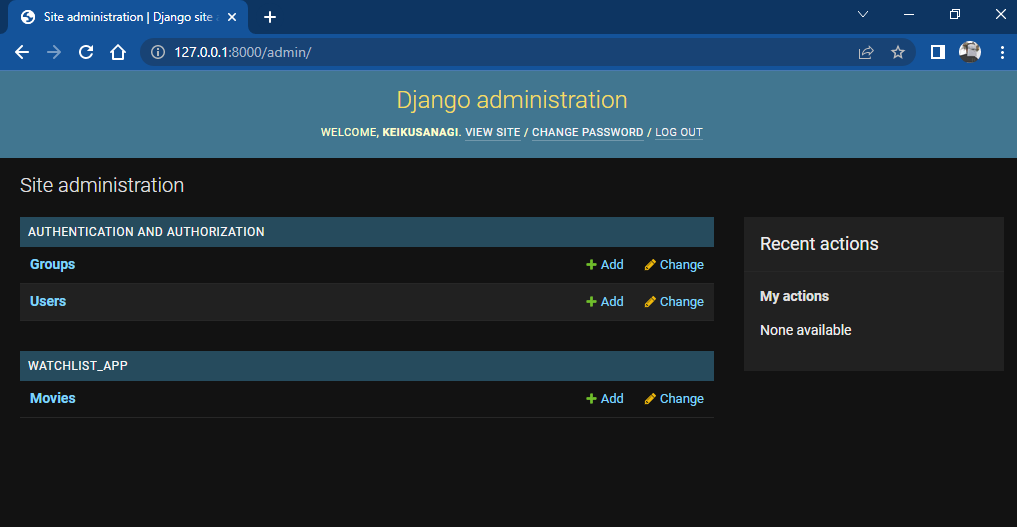 Site administration | Django site a
127.0.0.1:8000/admin/
Django administration
WELCOME, KEIKUSANAGI. VIEW SITE / CHANGE PASSWORD / LOG OUT
Site administration
AUTHENTICATION AND AUTHORIZATION
Groups Add Change
Users Add Change
WATCHLIST_APP
Movies Add Change
Recent actions
My actions
None available